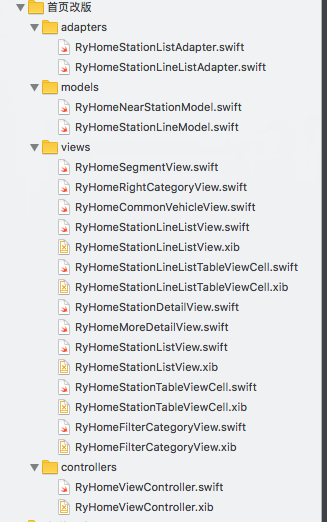 首页改版
adapters
RyHomeStationListAdapter.swift
RyHomeStationLineListAdapter.swift
models
RyHomeNearStationModel.swift
RyHomeStationLineModel.swift
views
RyHomeSegmentView.swift
RyHomeRightCategoryView.swift
RyHomeCommonVehicleView.swift
RyHomeStationLineListView.swift
RyHomeStationLineListView.xib
RyHomeStationLineListTableViewCell.swift
RyHomeStationLineListTableViewCell.xib
RyHomeStationDetailView.swift
RyHomeMoreDetailView.swift
RyHomeStationListView.swift
RyHomeStationListView.xib
RyHomeStationTableViewCell.swift
RyHomeStationTableViewCell.xib
RyHomeFilterCategoryView.swift
RyHomeFilterCategoryView.xib
controllers
RyHomeViewController.swift
RyHomeViewController.xib